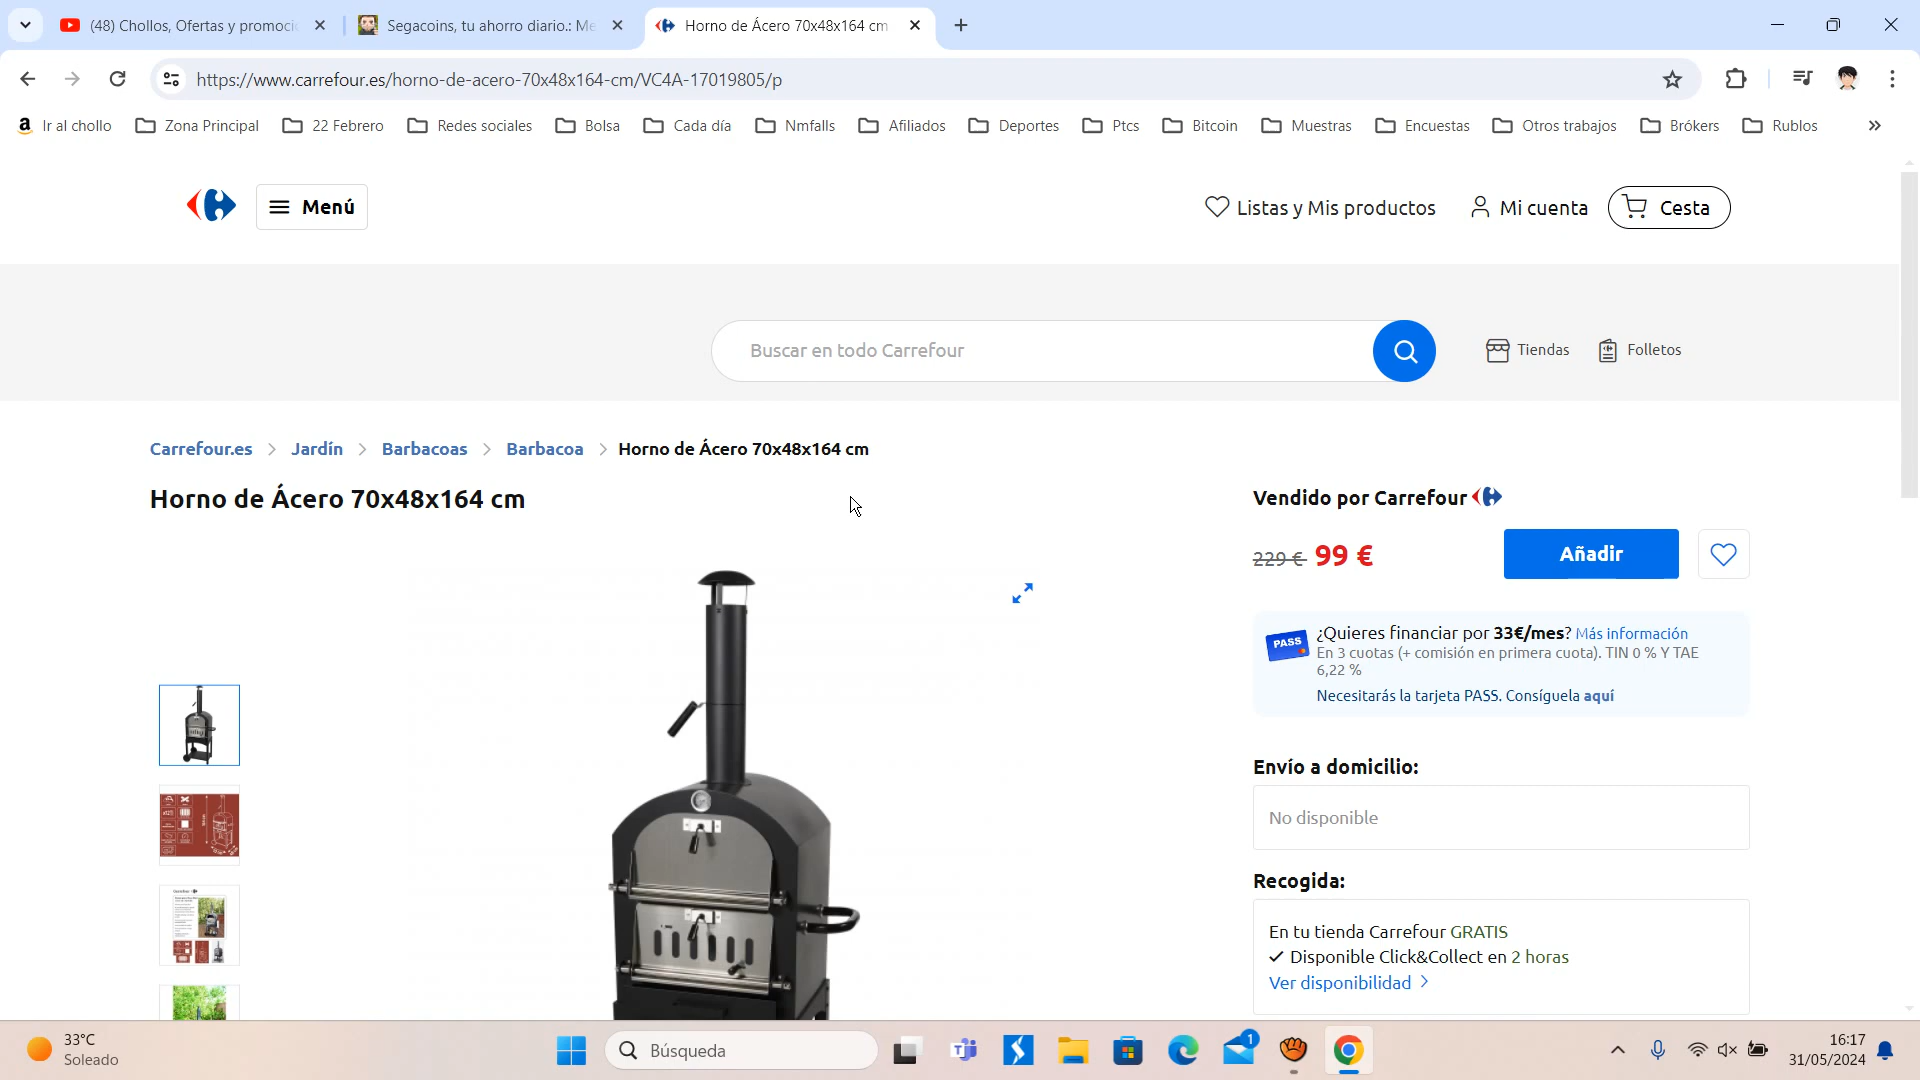 (48) Chollos, Ofertas y promoci
Segacoins, tu ahorro diario.: Me
Horno de Ácero 70x48x164 cm
https://www.carrefour.es/horno-de-acero-70x48x164-cm/VC4A-17019805/p
Ir al chollo
Zona Principal
22 Febrero
Redes sociales
Bolsa
Cada día
Nmfalls
Afiliados
Deportes
Ptcs
Bitcoin
Muestras
Encuestas
Otros trabajos
Brókers
Rublos
»
Menú
Listas y Mis productos
Mi cuenta
Cesta
Buscar en todo Carrefour
Tiendas
Folletos
Carrefour.es > Jardín > Barbacoas > Barbacoa > Horno de Ácero 70x48x164 cm
Horno de Ácero 70x48x164 cm
Vendido por Carrefour
229 € 99 €
Añadir
PASS
¿Quieres financiar por 33€/mes? Más información
En 3 cuotas (+ comisión en primera cuota). TIN 0 % Y TAE
6,22 %
Necesitarás la tarjeta PASS. Consíguela aquí
Envío a domicilio:
No disponible
Recogida:
En tu tienda Carrefour GRATIS
✓ Disponible Click&Collect en 2 horas
Ver disponibilidad >
33°C
Soleado
Búsqueda
1
16:17
31/05/2024